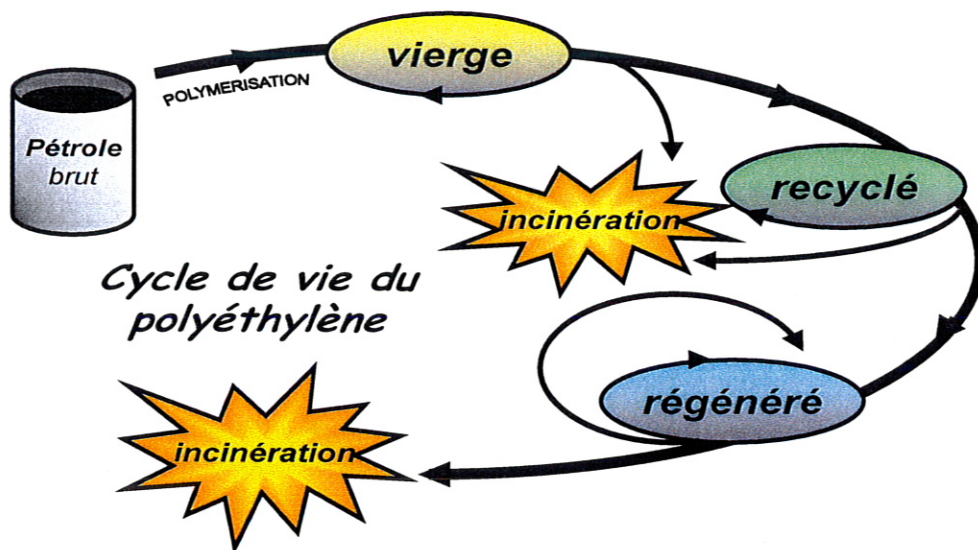 vierge
POLYMERISATION
Pétrole
brut
recyclé
incinération
Cycle de vie du
polyéthylène
régénéré
incinération